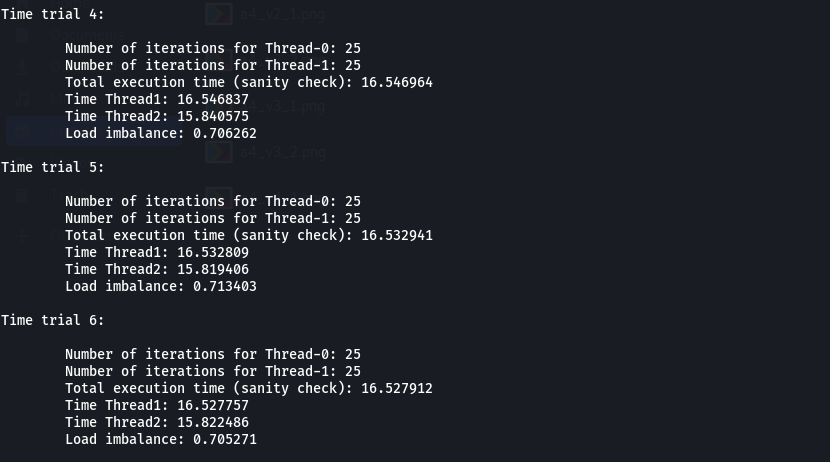 Time trial 4:
Number of iterations for Thread-0: 25
Number of iterations for Thread-1: 25
Total execution time (sanity check): 16.546964
Time Thread1: 16.546837
Time Thread2: 15.840575
Load imbalance: 0.706262
Time trial 5:
Number of iterations for Thread-0: 25
Number of iterations for Thread-1: 25
Total execution time (sanity check): 16.532941
Time Thread1: 16.532809
Time Thread2: 15.819406
Load imbalance: 0.713403
Time trial 6:
Number of iterations for Thread-0: 25
Number of iterations for Thread-1: 25
Total execution time (sanity check): 16.527912
Time Thread1: 16.527757
Time Thread2: 15.822486
Load imbalance: 0.705271
a4_v2_1.png
a4_v3_2.png